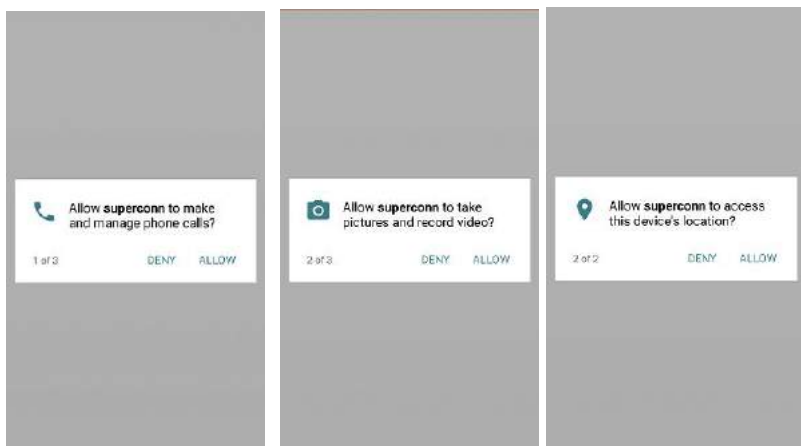 Allow superconn to make
and manage phone calls?
1 of 3
DENY
ALLOW
Allow superconn to take
pictures and record video?
2 of 3
DENY
ALLOW
Allow superconn to access
this device's location?
2 of 2
DENY
ALLOW